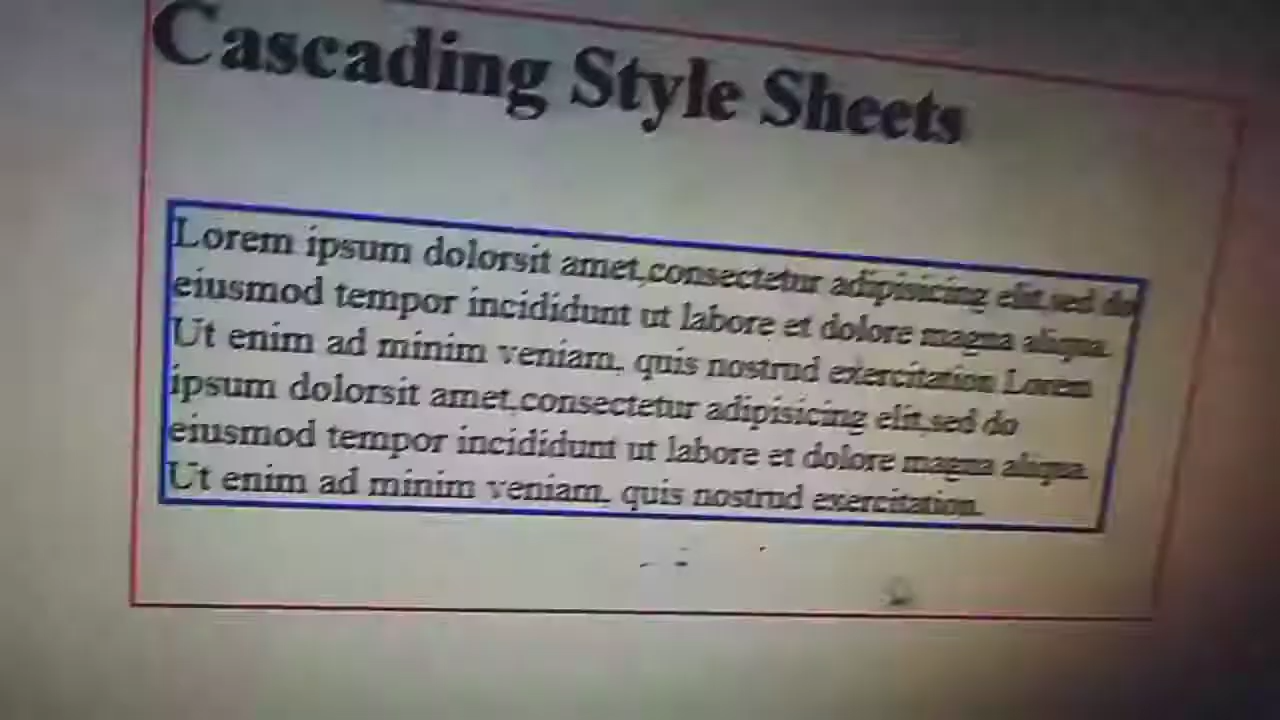 Cascading Style Sheets
Lorem ipsum dolorsit amet,consectetur adipisicing elit,sed do
eiusmod tempor incididunt ut labore et dolore magna aliqua.
Ut enim ad minim veniam, quis nostrud exercitation Lorem
ipsum dolorsit amet,consectetur adipisicing elit,sed do
eiusmod tempor incididunt ut labore et dolore magna aliqua.
Ut enim ad minim veniam, quis nostrud exercitation.